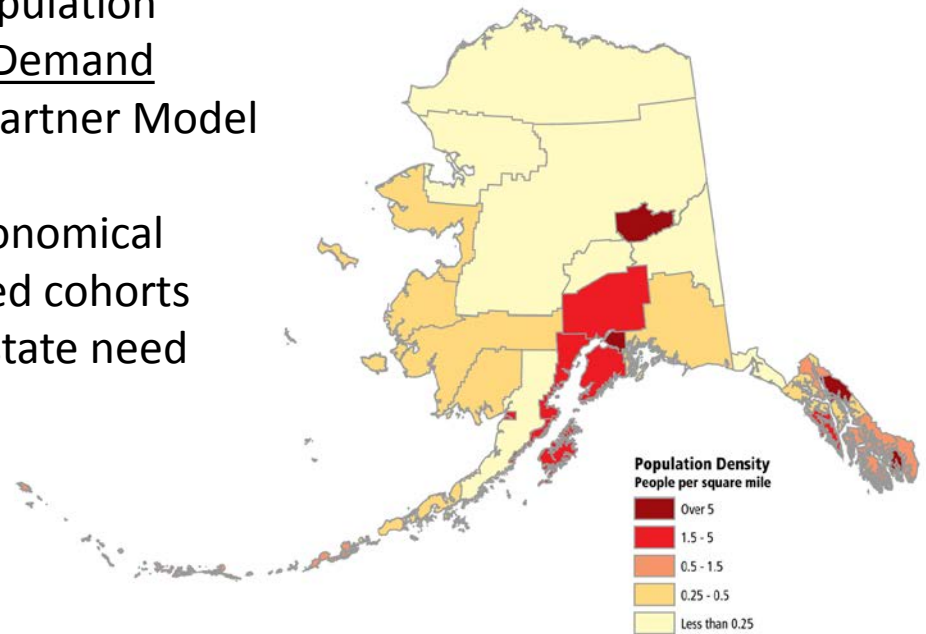 pulation
Demand
artner Model
onomical
ed cohorts
tate need
Population Density
People per square mile
Over 5
1.5 - 5
0.5 - 1.5
0.25 - 0.5
Less than 0.25